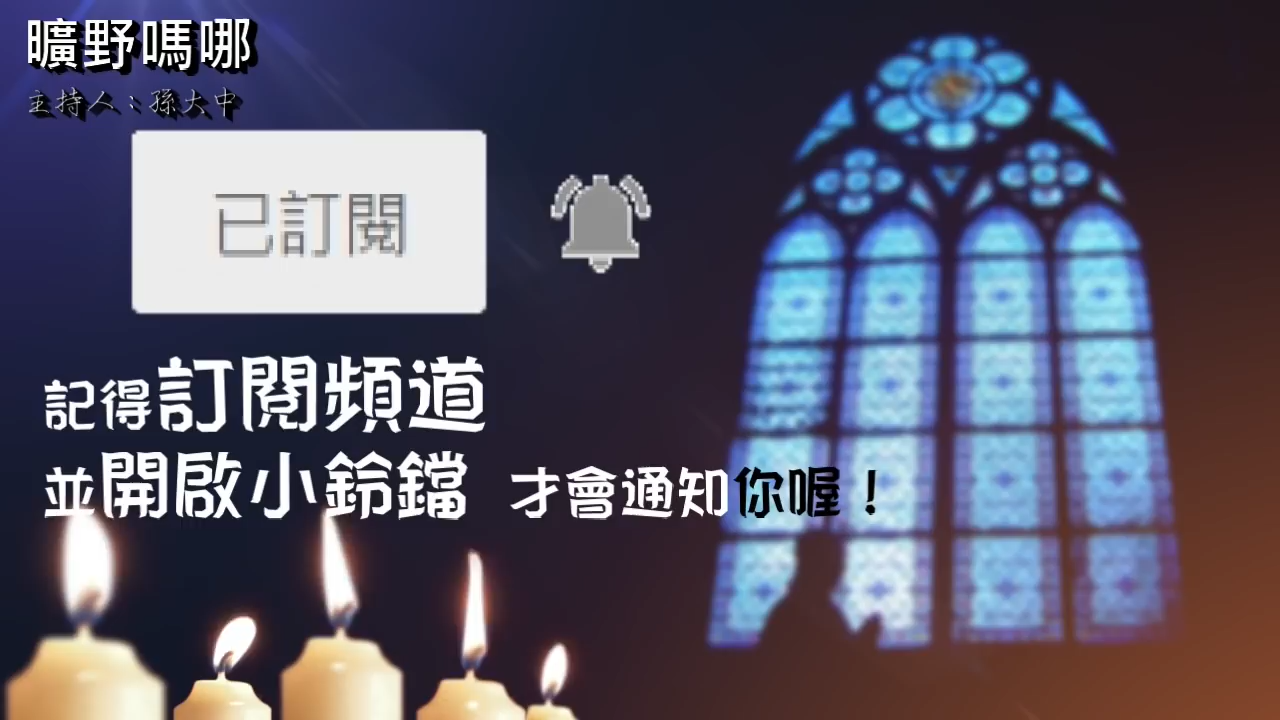 曠野嗎哪
主持人：孫大中
已訂閱
記得訂閱頻道
並開啟小鈴鐺 才會通知你喔！